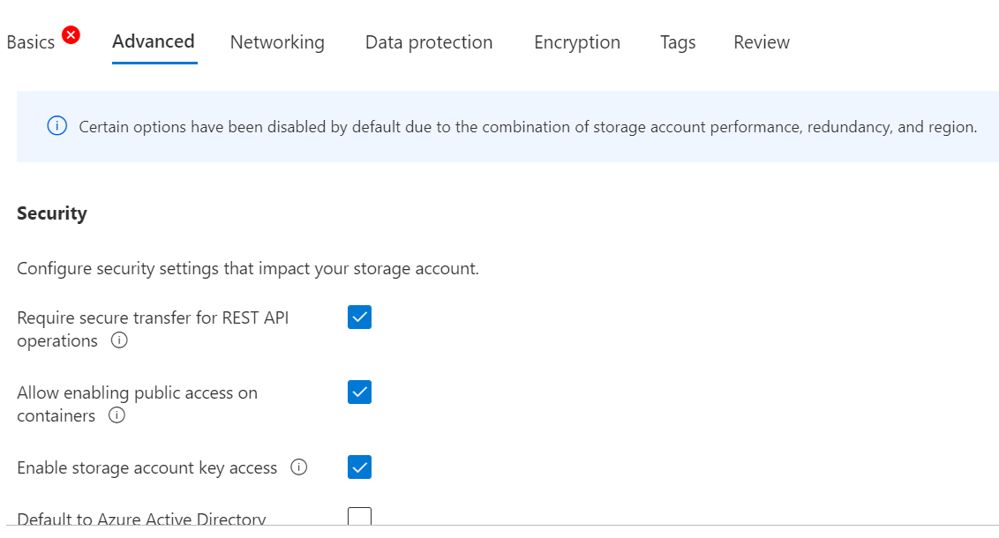 Basics Advanced Networking Data protection Encryption Tags Review
Certain options have been disabled by default due to the combination of storage account performance, redundancy, and region.
Security
Configure security settings that impact your storage account.
Require secure transfer for REST API
operations
Allow enabling public access on
containers
Enable storage account key access
Default to Azure Active Directory